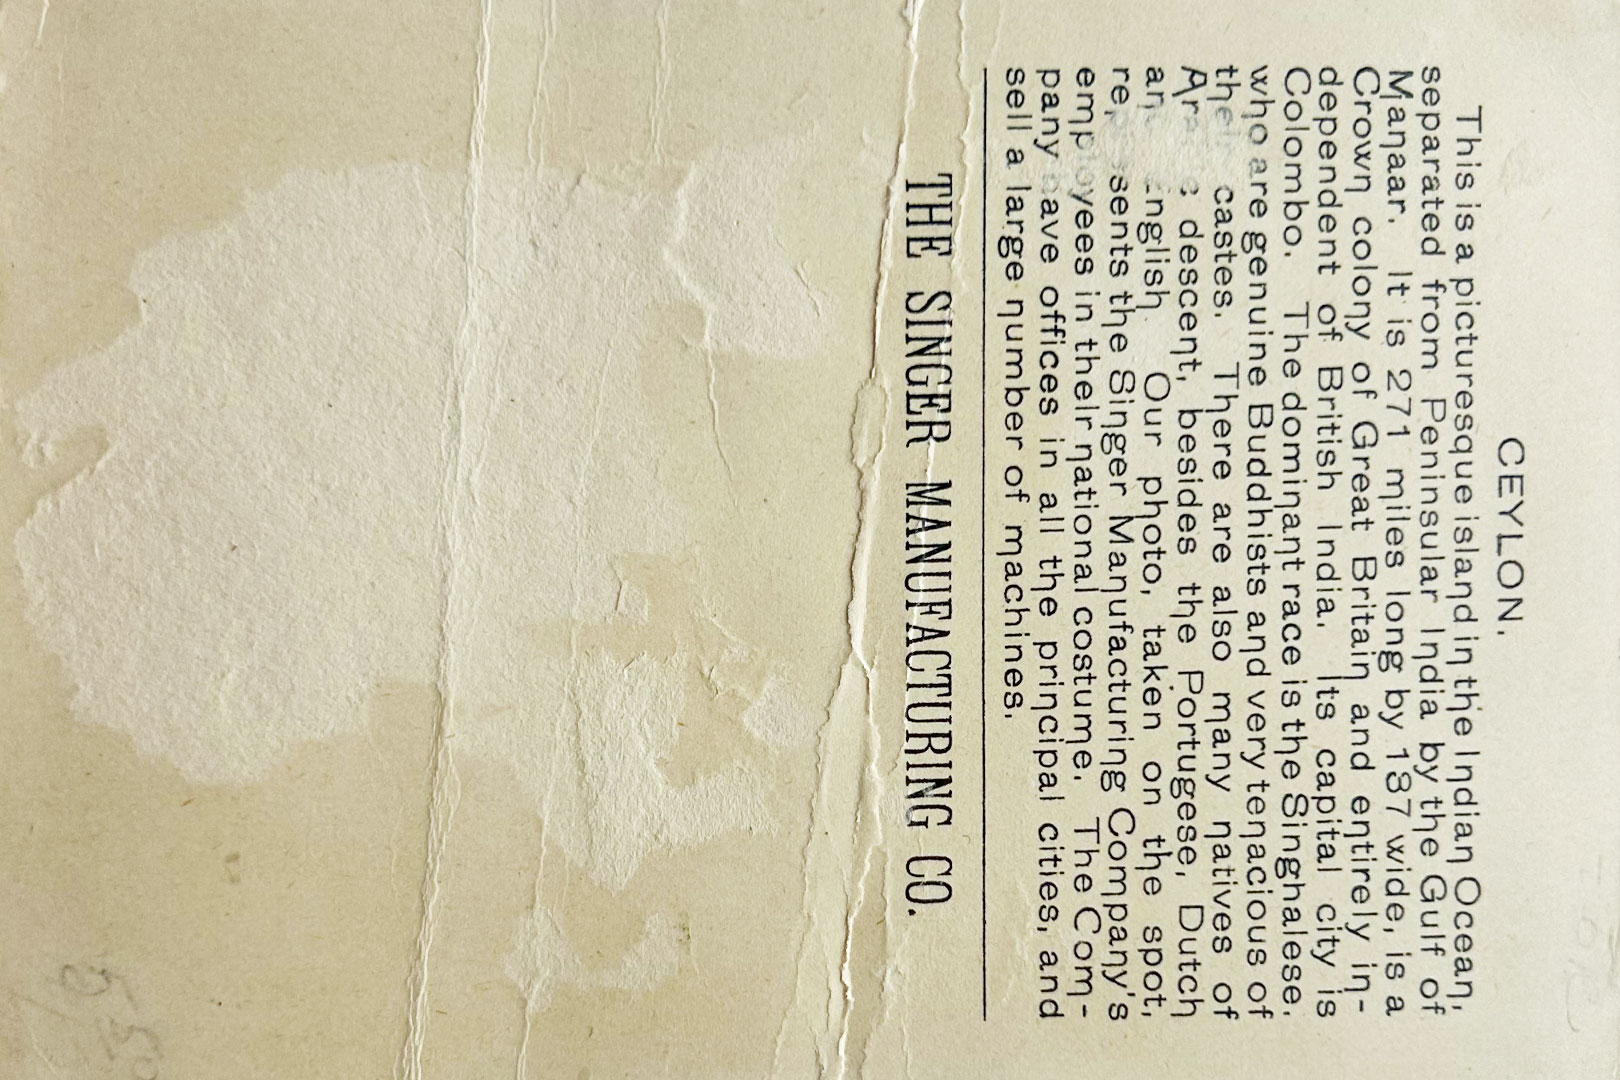 CEYLON.
This is a picturesque island in the Indian Ocean,
separated from Peninsular India by the Gulf of
Manaar. It is 271 miles long by 137 wide, is a
Crown colony of Great Britain and entirely in-
dependent of British India. Its capital city is
Colombo. The dominant race is the Singhalese,
who are genuine Buddhists and very tenacious of
their castes. There are also many natives of
descent, besides the Portugese, Dutch
and English. Our photo, taken on the spot,
represents the Singer Manufacturing Company's
employees in their national costume. The Com-
pany have offices in all the principal cities, and
sell a large number of machines.
THE SINGER MANUFACTURING CO.